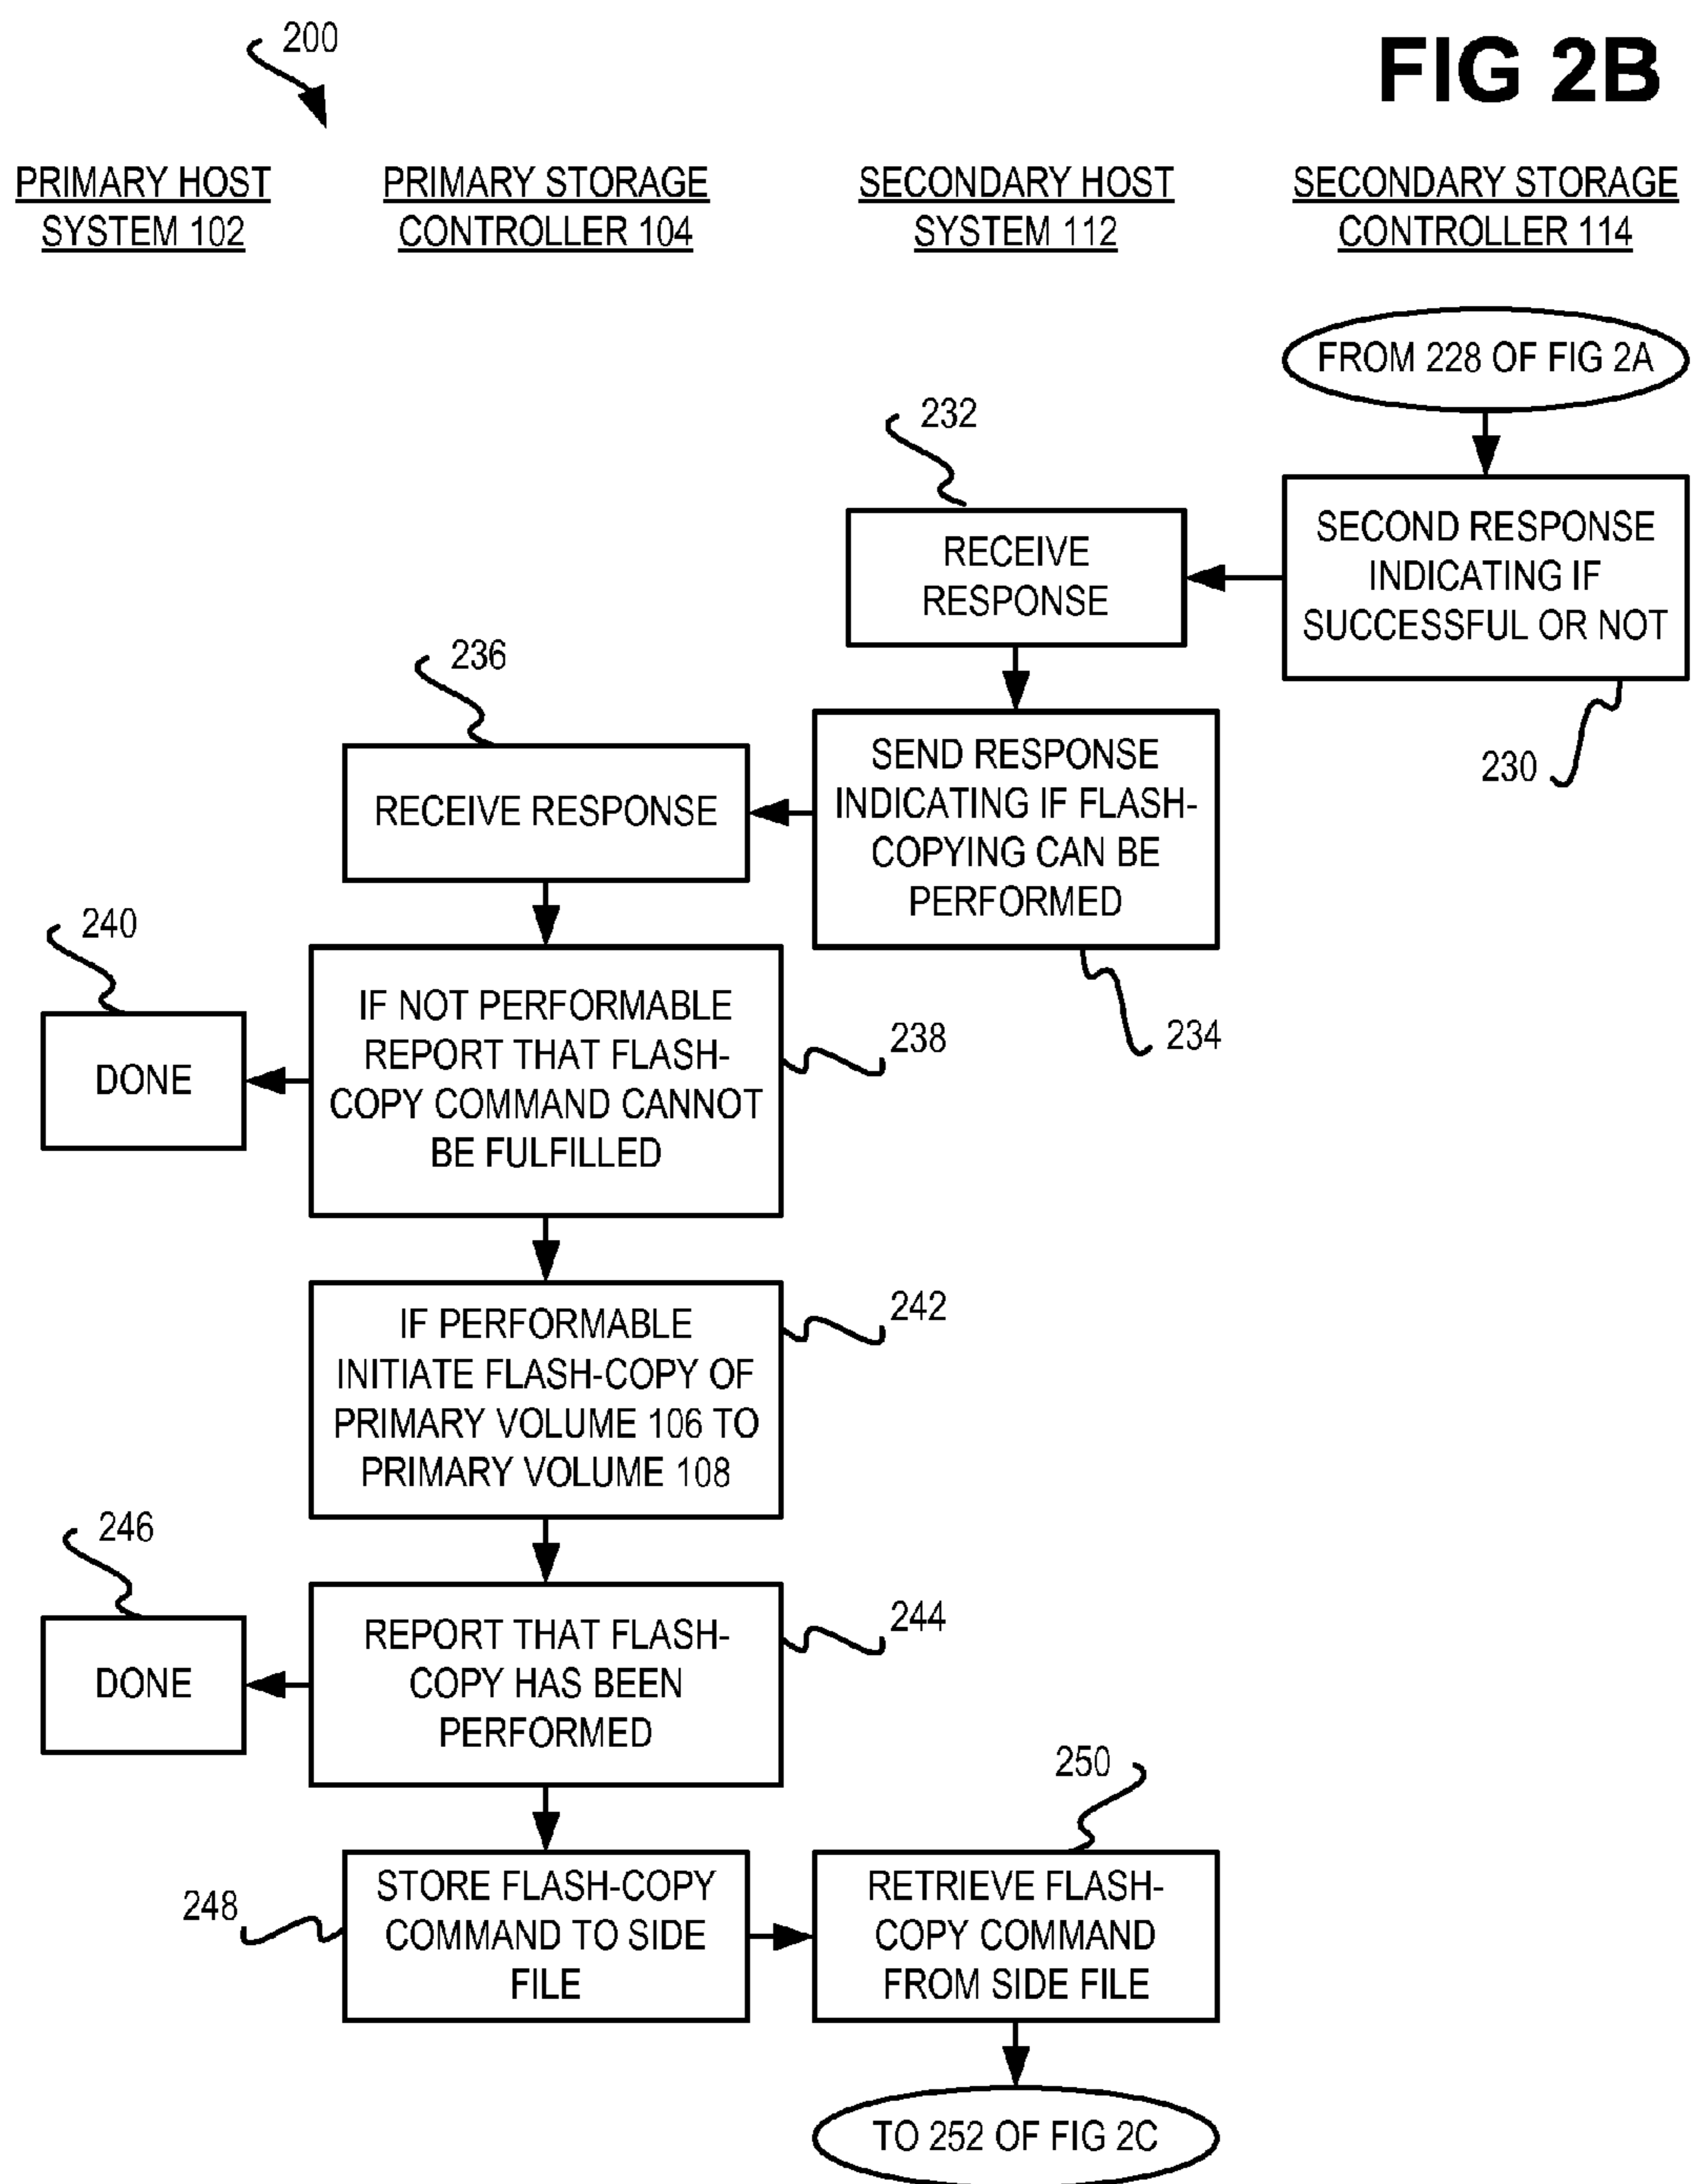 200
FIG 2B
PRIMARY HOST
SYSTEM 102
PRIMARY STORAGE
CONTROLLER 104
SECONDARY HOST
SYSTEM 112
SECONDARY STORAGE
CONTROLLER 114
FROM 228 OF FIG 2A
232
RECEIVE
RESPONSE
SECOND RESPONSE
INDICATING IF
SUCCESSFUL OR NOT
230
236
RECEIVE RESPONSE
SEND RESPONSE
INDICATING IF FLASH-
COPYING CAN BE
PERFORMED
234
240
DONE
IF NOT PERFORMABLE
REPORT THAT FLASH-
COPY COMMAND CANNOT
BE FULFILLED
238
IF PERFORMABLE
INITIATE FLASH-COPY OF
PRIMARY VOLUME 106 TO
PRIMARY VOLUME 108
242
246
DONE
REPORT THAT FLASH-
COPY HAS BEEN
PERFORMED
244
248
STORE FLASH-COPY
COMMAND TO SIDE
FILE
250
RETRIEVE FLASH-
COPY COMMAND
FROM SIDE FILE
TO 252 OF FIG 2C